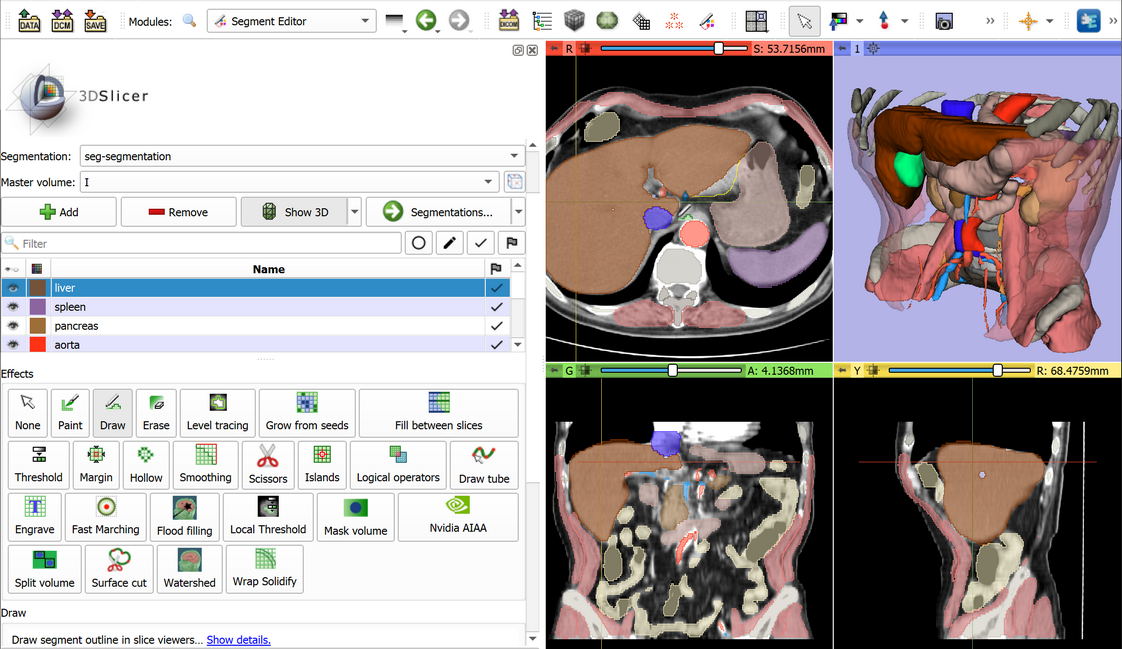 DATA DCM SAVE Modules: Segment Editor DICOM
R S: 53.7156mm 1
3DSlicer
Segmentation: seg-segmentation
Master volume: I
Add Remove Show 3D Segmentations...
Filter
Name
liver
spleen
pancreas
aorta
G A: 4.1368mm Y R: 68.4759mm
Effects
None Paint Draw Erase Level tracing Grow from seeds Fill between slices
Threshold Margin Hollow Smoothing Scissors Islands Logical operators Draw tube
Engrave Fast Marching Flood filling Local Threshold Mask volume Nvidia AIAA
Split volume Surface cut Watershed Wrap Solidify
Draw
Draw segment outline in slice viewers... Show details.